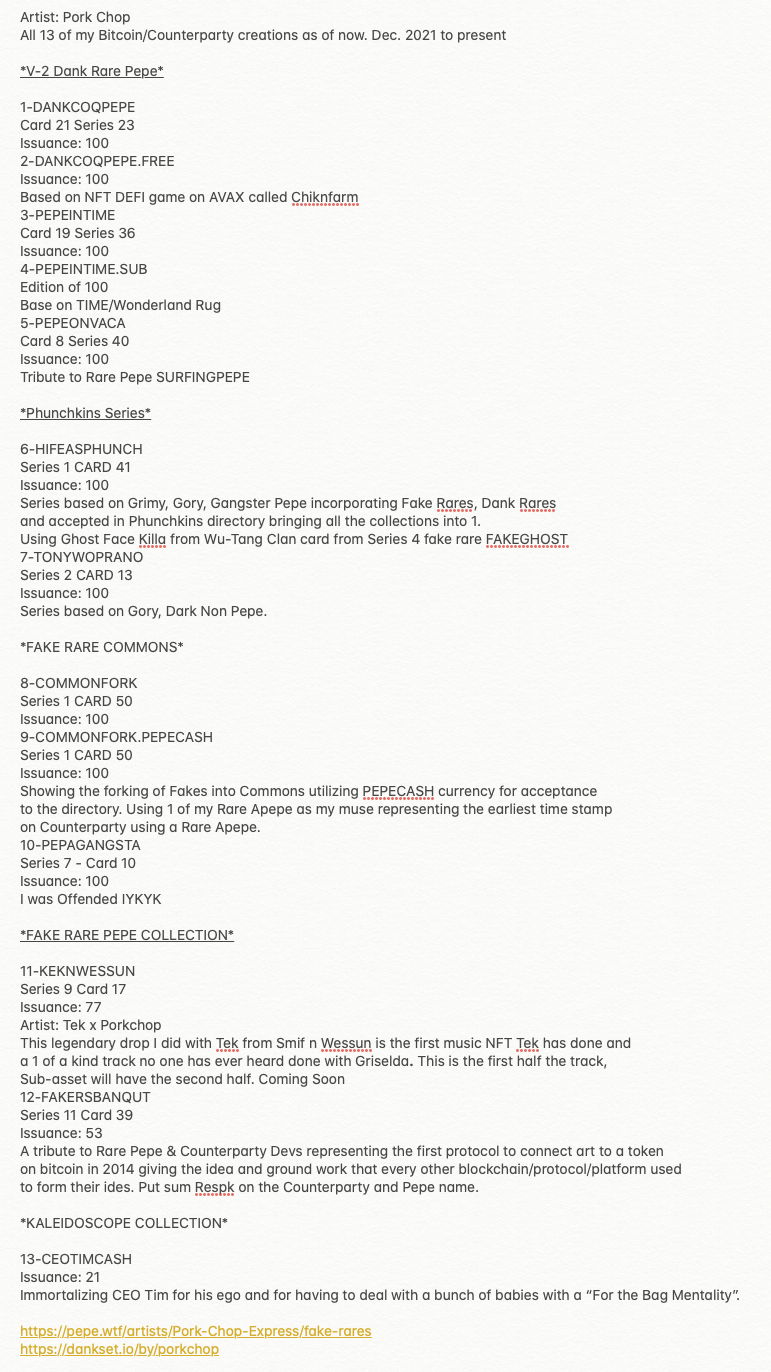 Artist: Pork Chop
All 13 of my Bitcoin/Counterparty creations as of now. Dec. 2021 to present
*V-2 Dank Rare Pepe*
1-DANKCOQPEPE
Card 21 Series 23
Issuance: 100
2-DANKCOQPEPE.FREE
Issuance: 100
Based on NFT DEFI game on AVAX called Chiknfarm
3-PEPEINTIME
Card 19 Series 36
Issuance: 100
4-PEPEINTIME.SUB
Edition of 100
Base on TIME/Wonderland Rug
5-PEPEONVACA
Card 8 Series 40
Issuance: 100
Tribute to Rare Pepe SURFINGPEPE
*Phunchkins Series*
6-HIFEASPHUNCH
Series 1 CARD 41
Issuance: 100
Series based on Grimy, Gory, Gangster Pepe incorporating Fake Rares, Dank Rares
and accepted in Phunchkins directory bringing all the collections into 1.
Using Ghost Face Killa from Wu-Tang Clan card from Series 4 fake rare FAKEGHOST
7-TONYWOPRANO
Series 2 CARD 13
Issuance: 100
Series based on Gory, Dark Non Pepe.
*FAKE RARE COMMONS*
8-COMMONFORK
Series 1 CARD 50
Issuance: 100
9-COMMONFORK.PEPECASH
Series 1 CARD 50
Issuance: 100
Showing the forking of Fakes into Commons utilizing PEPECASH currency for acceptance
to the directory. Using 1 of my Rare Apepe as my muse representing the earliest time stamp
on Counterparty using a Rare Apepe.
10-PEPAGANGSTA
Series 7 - Card 10
Issuance: 100
I was Offended IYKYK
*FAKE RARE PEPE COLLECTION*
11-KEKNWESSUN
Series 9 Card 17
Issuance: 77
Artist: Tek x Porkchop
This legendary drop I did with Tek from Smif n Wessun is the first music NFT Tek has done and
a 1 of a kind track no one has ever heard done with Griselda. This is the first half the track,
Sub-asset will have the second half. Coming Soon
12-FAKERSBANQUT
Series 11 Card 39
Issuance: 53
A tribute to Rare Pepe & Counterparty Devs representing the first protocol to connect art to a token
on bitcoin in 2014 giving the idea and ground work that every other blockchain/protocol/platform used
to form their ides. Put sum Respk on the Counterparty and Pepe name.
*KALEIDOSCOPE COLLECTION*
13-CEOTIMCASH
Issuance: 21
Immortalizing CEO Tim for his ego and for having to deal with a bunch of babies with a “For the Bag Mentality”.
https://pepe.wtf/artists/Pork-Chop-Express/fake-rares
https://dankset.io/by/porkchop